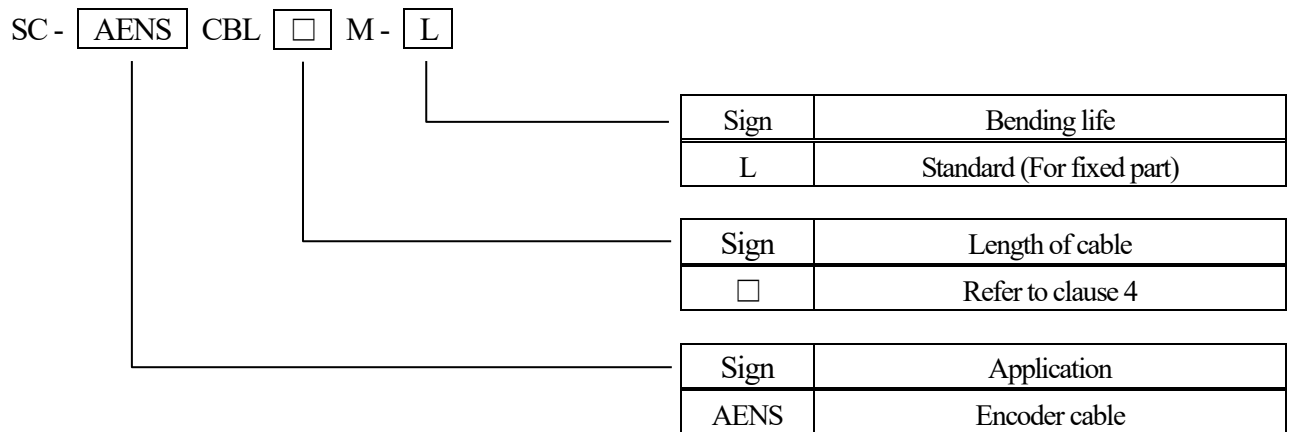 SC - AENS CBL □ M - L
Sign Bending life
L Standard (For fixed part)
Sign Length of cable
□ Refer to clause 4
Sign Application
AENS Encoder cable